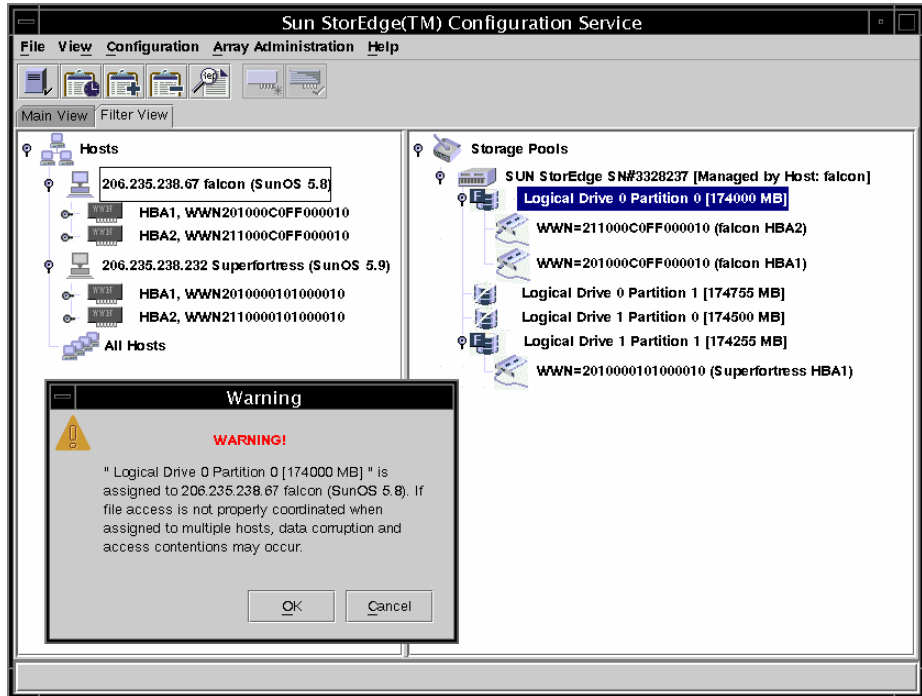 Sun StorEdge(TM) Configuration Service
File View Configuration Array Administration Help
Rep
Main View Filter View
Hosts
206.235.238.67 falcon (SunOS 5.8)
WWN HBA1, WWN201000C0FF000010
WWN HBA2, WWN211000C0FF000010
206.235.238.232 Superfortress (SunOS 5.9)
WWN HBA1, WWN2010000101000010
WWN HBA2, WWN2110000101000010
All Hosts
Storage Pools
SUN StorEdge SN#3328237 [Managed by Host: falcon]
Logical Drive 0 Partition 0 [174000 MB]
WWN=211000C0FF000010 (falcon HBA2)
WWN=201000C0FF000010 (falcon HBA1)
Logical Drive 0 Partition 1 [174755 MB]
Logical Drive 1 Partition 0 [174500 MB]
Logical Drive 1 Partition 1 [174255 MB]
WWN=2010000101000010 (Superfortress HBA1)
Warning
WARNING!
" Logical Drive 0 Partition 0 [174000 MB] " is
assigned to 206.235.238.67 falcon (SunOS 5.8). If
file access is not properly coordinated when
assigned to multiple hosts, data corruption and
access contentions may occur.
OK Cancel